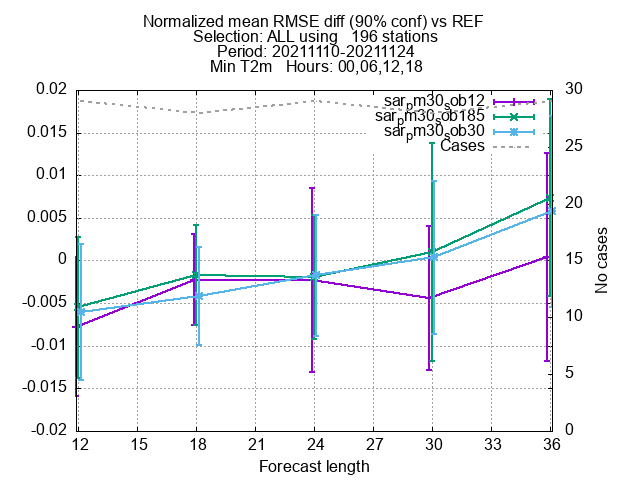 Normalized mean RMSE diff (90% conf) vs REF
Selection: ALL using   196 stations
Period: 20211110-20211124
Min T2m   Hours: 00,06,12,18
sar_pm30_sob12
sar_pm30_sob185
sar_pm30_sob30
Cases
0.02
0.015
0.01
0.005
0
-0.005
-0.01
-0.015
-0.02
30
25
20
15
10
5
0
No cases
12 15 18 21 24 27 30 33 36
Forecast length